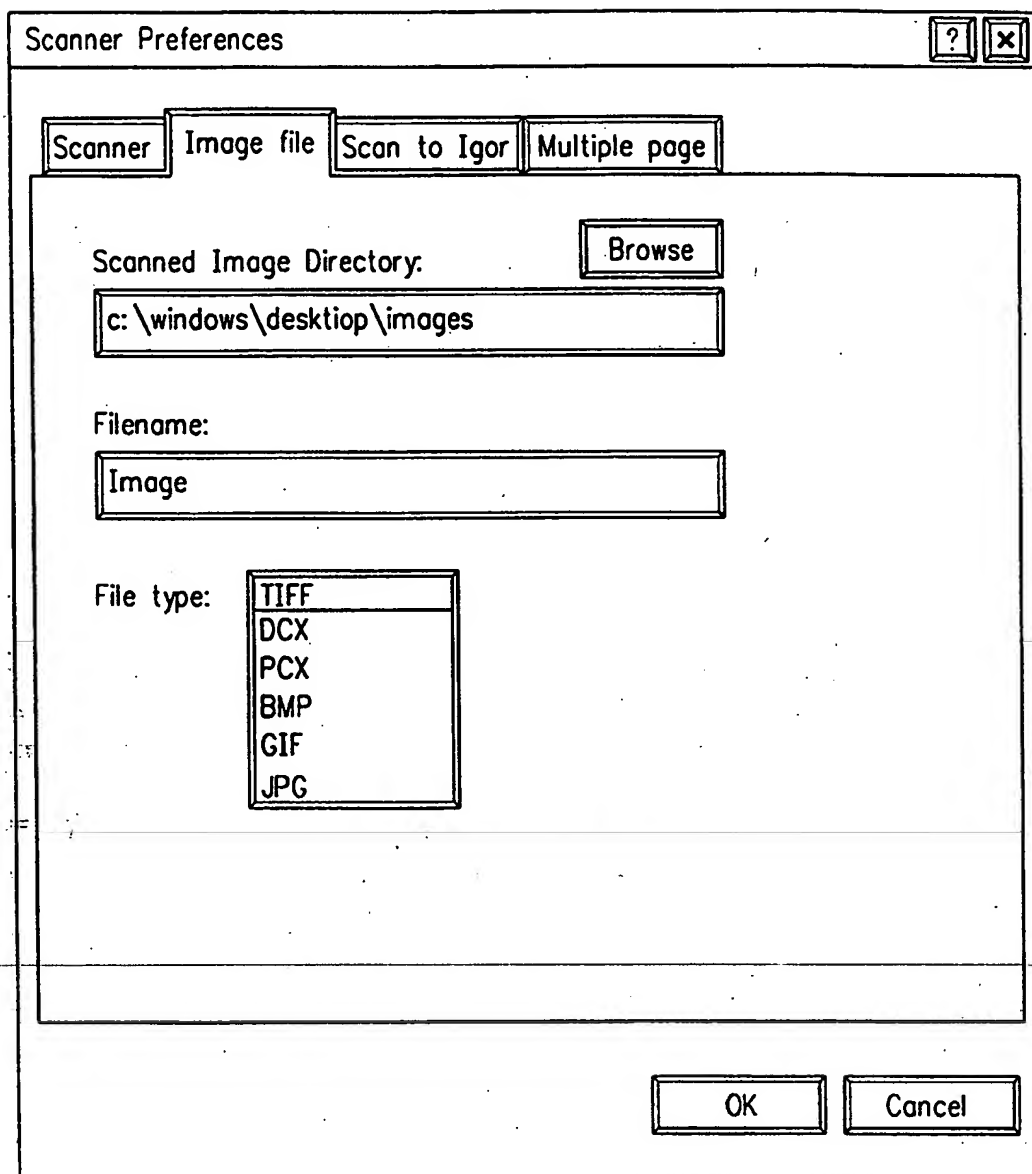 Scanner Preferences ? ×
Scanner Image file Scan to Igor Multiple page
Scanned Image Directory: Browse
c:\windows\desktiop\images
Filename:
Image
File type: TIFF
DCX
PCX
BMP
GIF
JPG
OK Cancel